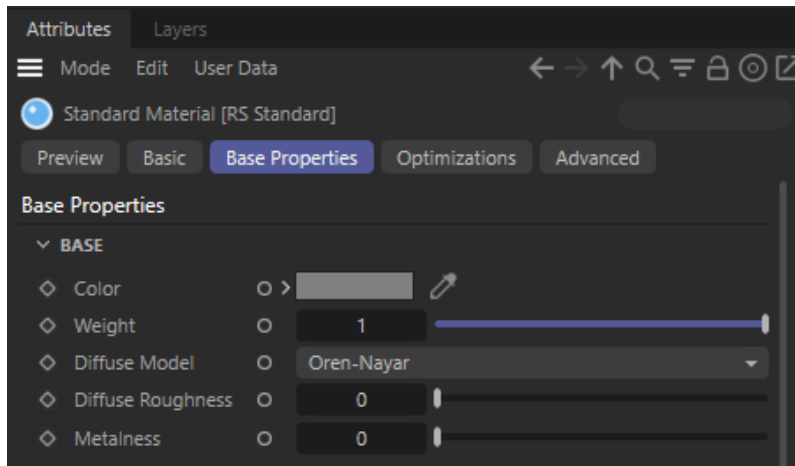 Attributes Layers
Mode Edit User Data
Standard Material [RS Standard]
Preview Basic Base Properties Optimizations Advanced
Base Properties
BASE
Color
Weight 1
Diffuse Model Oren-Nayar
Diffuse Roughness 0
Metalness 0